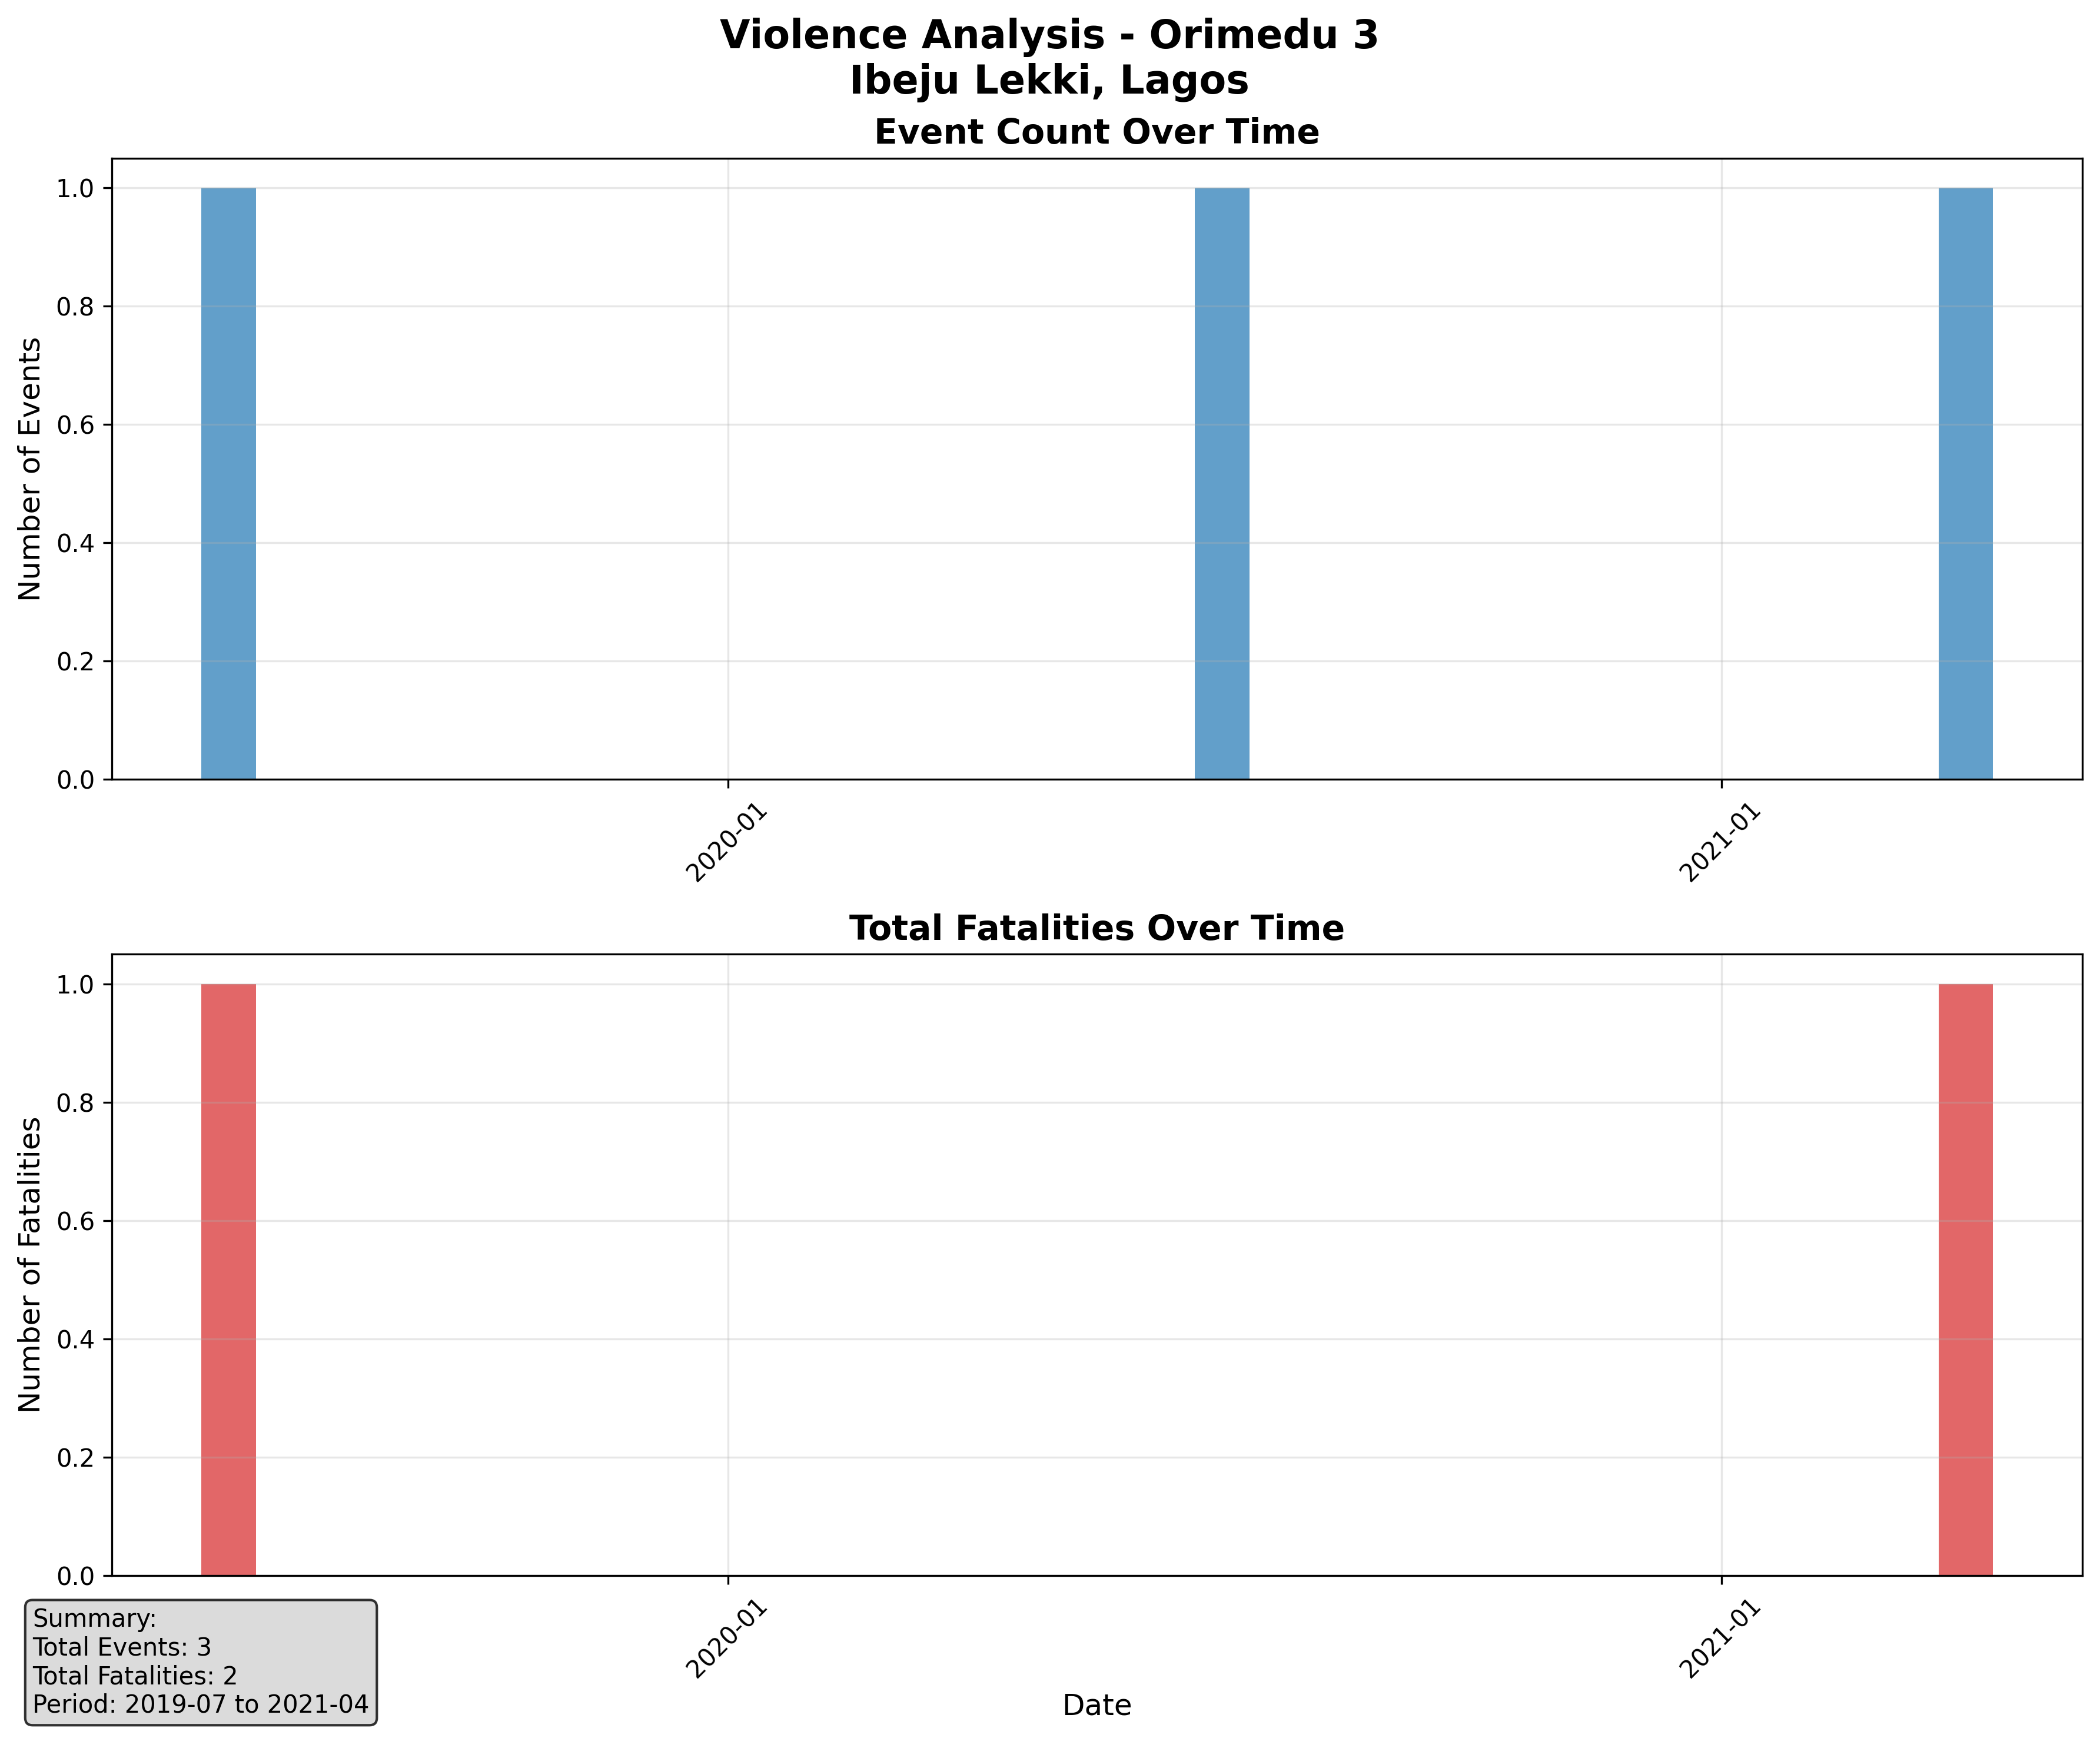 Violence Analysis - Orimedu 3
Ibeju Lekki, Lagos
Event Count Over Time
Number of Events
1.0
0.8
0.6
0.4
0.2
0.0
2020-01
2021-01
Total Fatalities Over Time
Number of Fatalities
1.0
0.8
0.6
0.4
0.2
0.0
2020-01
2021-01
Date
Summary:
Total Events: 3
Total Fatalities: 2
Period: 2019-07 to 2021-04